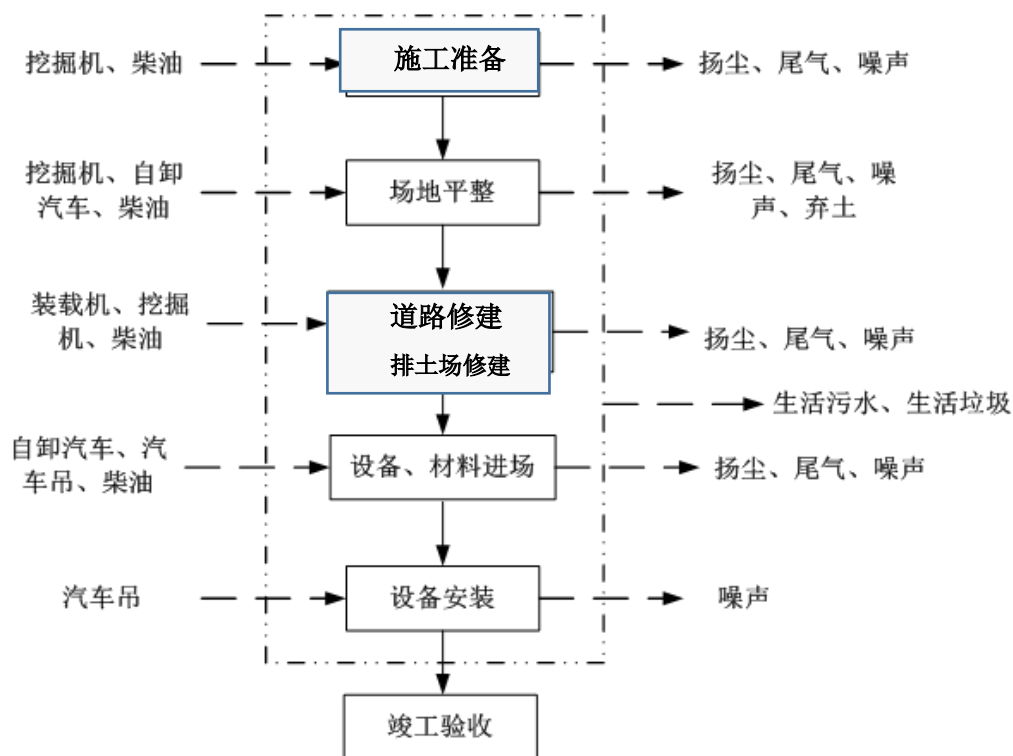 挖掘机、柴油
施工准备
扬尘、尾气、噪声
挖掘机、自卸
汽车、柴油
场地平整
扬尘、尾气、噪
声、弃土
装载机、挖掘
机、柴油
道路修建
排土场修建
扬尘、尾气、噪声
生活污水、生活垃圾
自卸汽车、汽
车吊、柴油
设备、材料进场
扬尘、尾气、噪声
汽车吊
设备安装
噪声
竣工验收